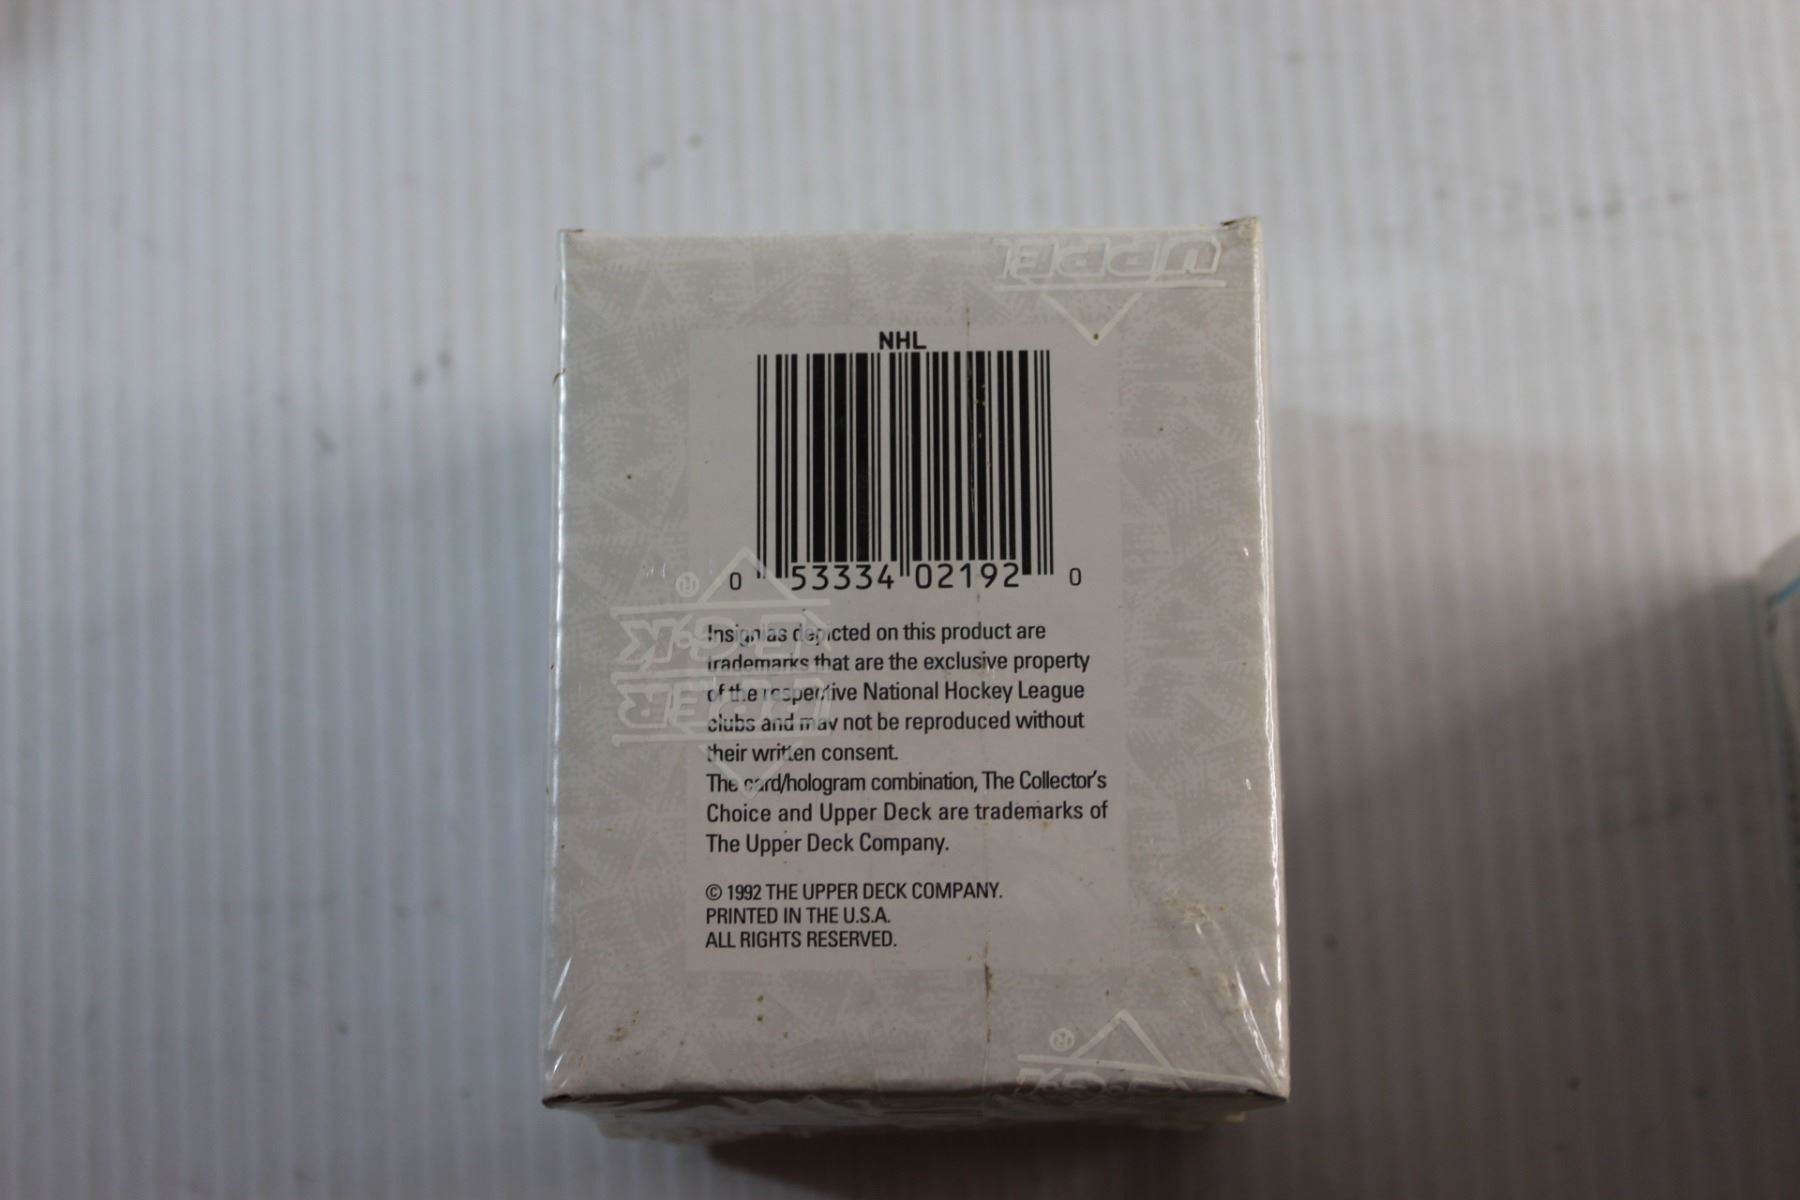 UPPER
NHL
0 53334 02192 0
Insignias depicted on this product are
trademarks that are the exclusive property
of the respective National Hockey League
clubs and may not be reproduced without
their written consent.
The card/hologram combination, The Collector's
Choice and Upper Deck are trademarks of
The Upper Deck Company.
© 1992 THE UPPER DECK COMPANY.
PRINTED IN THE U.S.A.
ALL RIGHTS RESERVED.